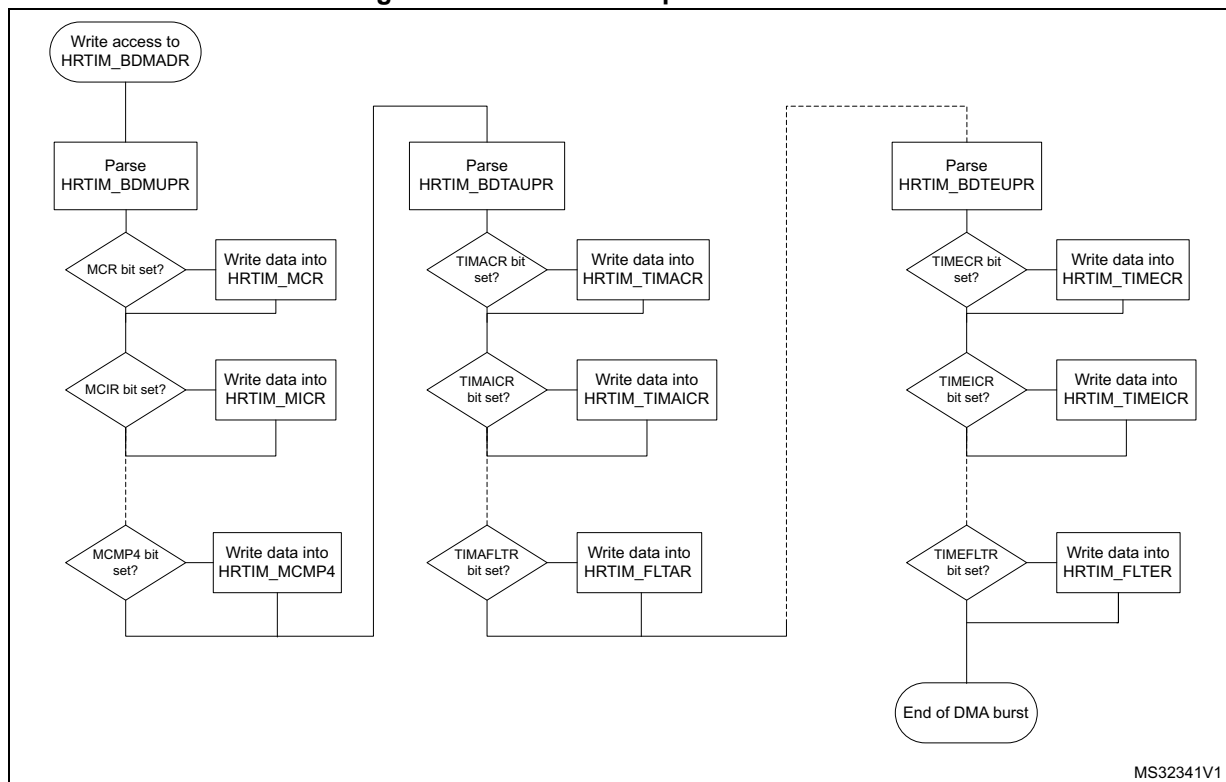 Write access to
HRTIM_BDMADR
Parse
HRTIM_BDMUPR
MCR bit set?
Write data into
HRTIM_MCR
MCIR bit set?
Write data into
HRTIM_MICR
MCMP4 bit
set?
Write data into
HRTIM_MCMP4
Parse
HRTIM_BDTAUPR
TIMACR bit
set?
Write data into
HRTIM_TIMACR
TIMAICR
bit set?
Write data into
HRTIM_TIMAICR
TIMAFLTR
bit set?
Write data into
HRTIM_FLTAR
Parse
HRTIM_BDTEUPR
TIMECR bit
set?
Write data into
HRTIM_TIMECR
TIMEICR
bit set?
Write data into
HRTIM_TIMEICR
TIMEFLTR
bit set?
Write data into
HRTIM_FLTER
End of DMA burst
MS32341V1